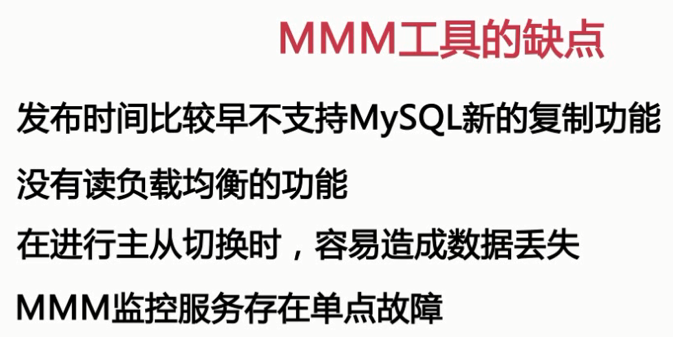 MMM工具的缺点
发布时间比较早不支持MySQL新的复制功能
没有读负载均衡的功能
在进行主从切换时，容易造成数据丢失
MMM监控服务存在单点故障